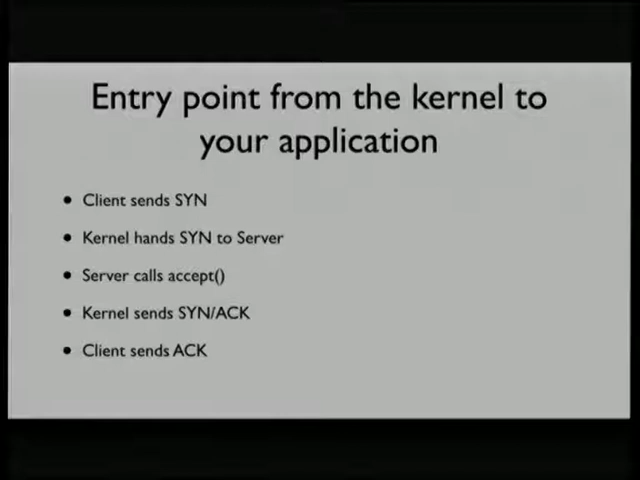 Entry point from the kernel to
your application
• Client sends SYN
• Kernel hands SYN to Server
• Server calls accept()
• Kernel sends SYN/ACK
• Client sends ACK